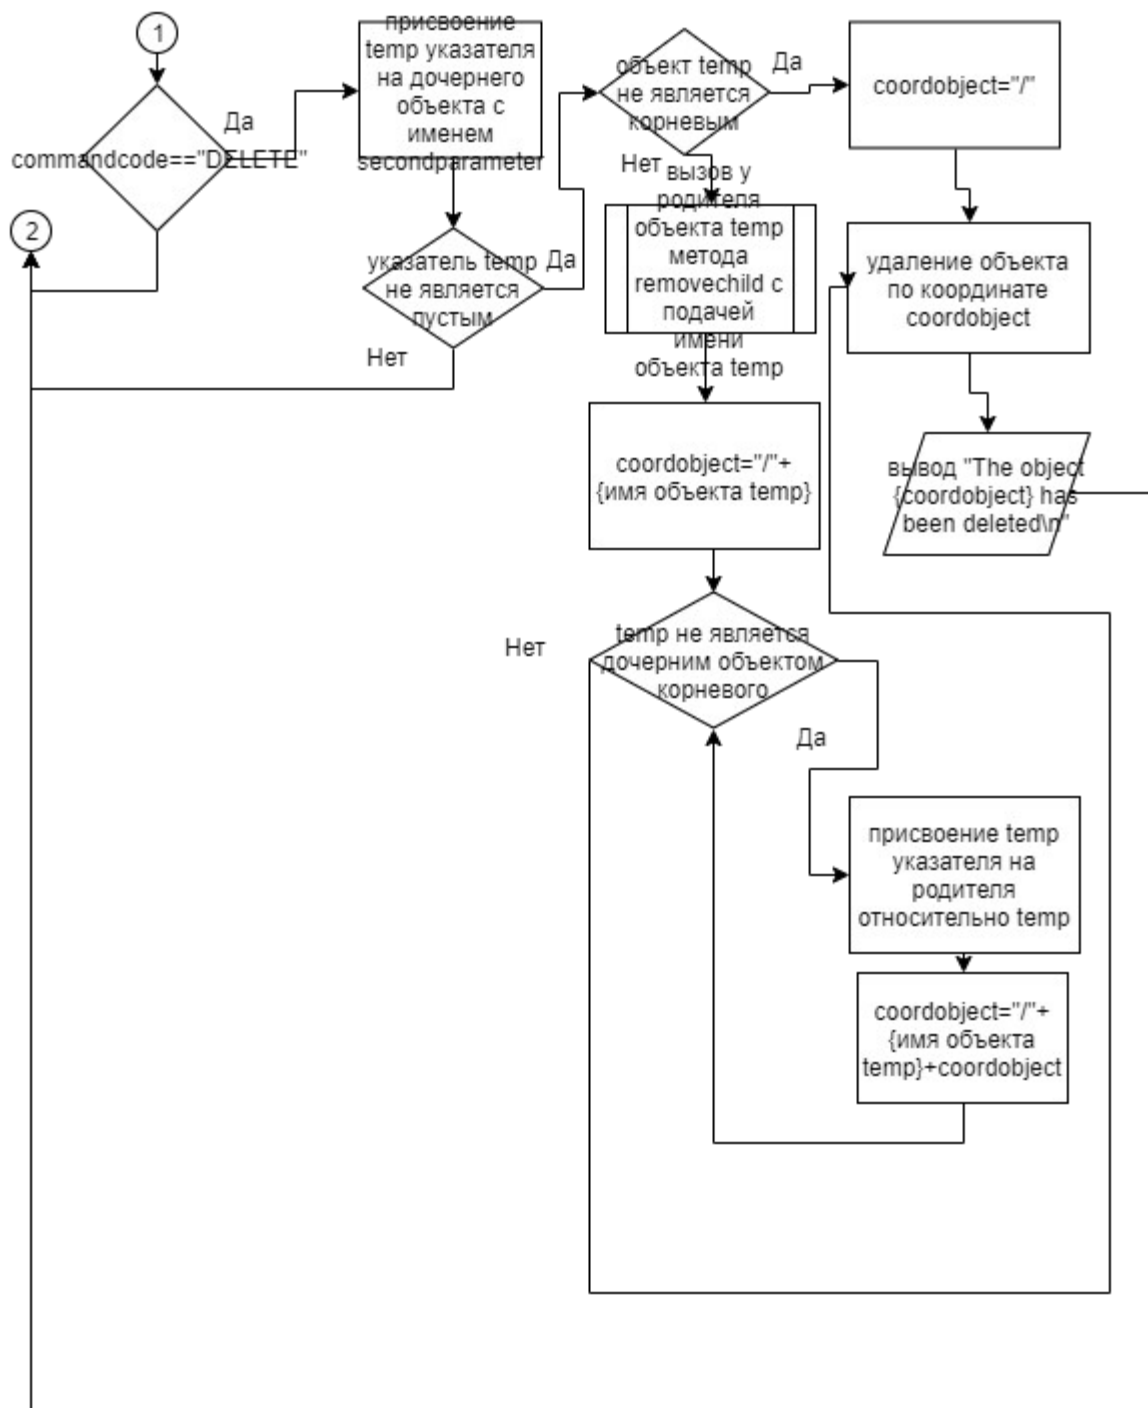 1
commandcode=="DELETE"
Да
присвоение
temp указателя
на дочернего
объекта с
именем
secondparameter
2
указатель temp
не является
пустым
Да
Нет
объект temp
не является
корневым
Да
Нет
coordobject="/"
вызов у
родителя
объекта temp
метода
removechild с
подачей
имени
объекта temp
удаление объекта
по координате
coordobject
вывод "The object
{coordobject} has
been deleted\n"
coordobject="/"+
{имя объекта temp}
temp не является
дочерним объектом
корневого
Нет
Да
присвоение temp
указателя на
родителя
относительно temp
coordobject="/"+
{имя объекта
temp}+coordobject